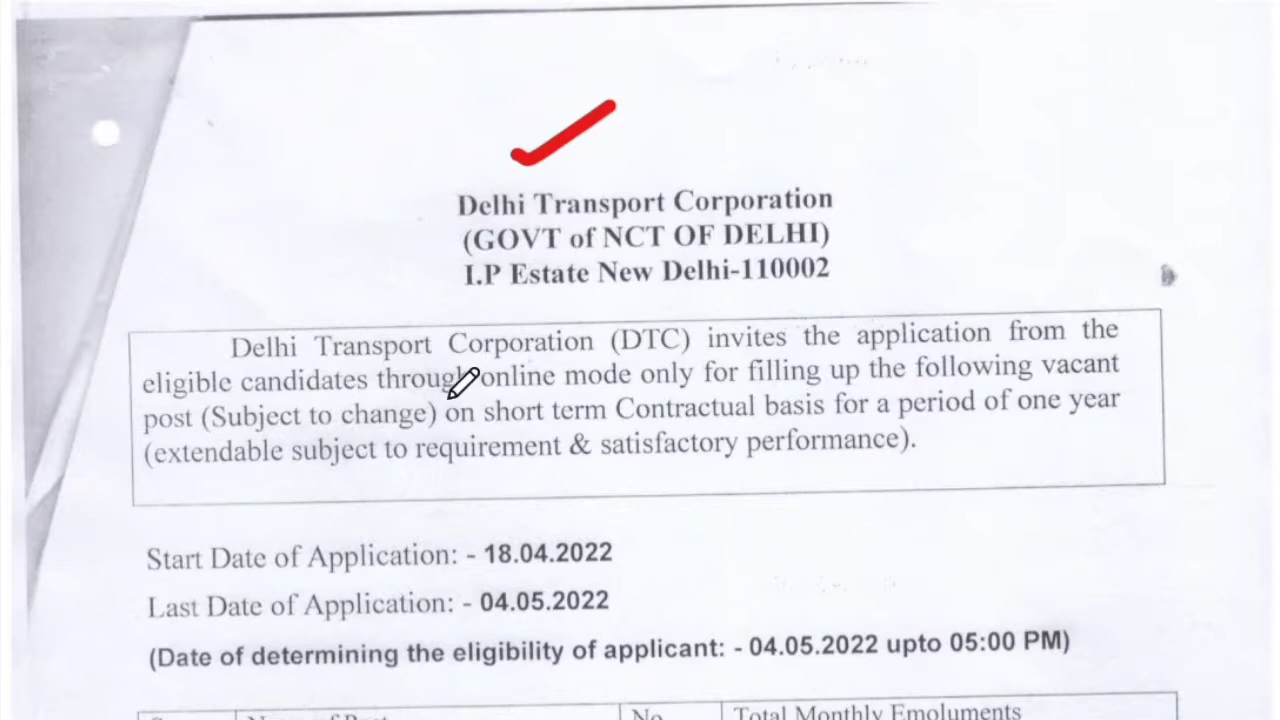 Delhi Transport Corporation
(GOVT of NCT OF DELHI)
I.P Estate New Delhi-110002
Delhi Transport Corporation (DTC) invites the application from the
eligible candidates through online mode only for filling up the following vacant
post (Subject to change) on short term Contractual basis for a period of one year
(extendable subject to requirement & satisfactory performance).
Start Date of Application: - 18.04.2022
Last Date of Application: - 04.05.2022
(Date of determining the eligibility of applicant: - 04.05.2022 upto 05:00 PM)
Name of Post No. Total Monthly Emoluments